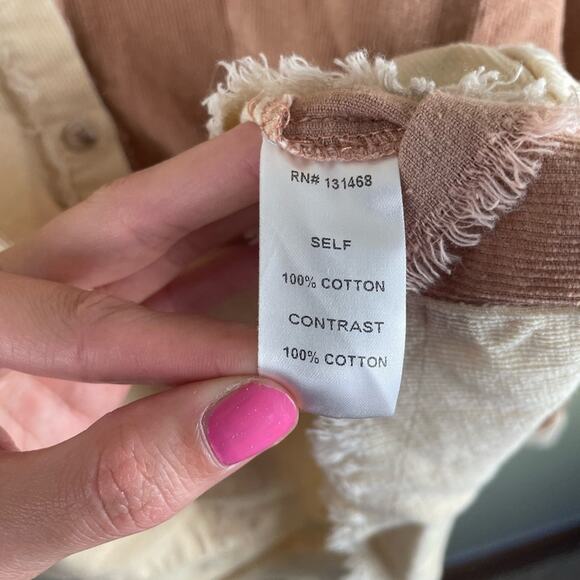 RN# 131468
SELF
100% COTTON
CONTRAST
100% COTTON